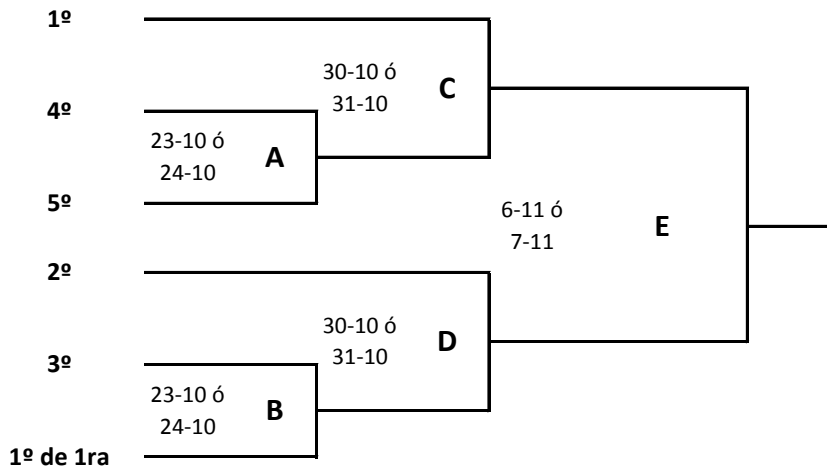 1º
30-10 ó
31-10
C
4º
23-10 ó
24-10
A
5º
6-11 ó
7-11
E
2º
30-10 ó
31-10
D
3º
23-10 ó
24-10
B
1º de 1ra